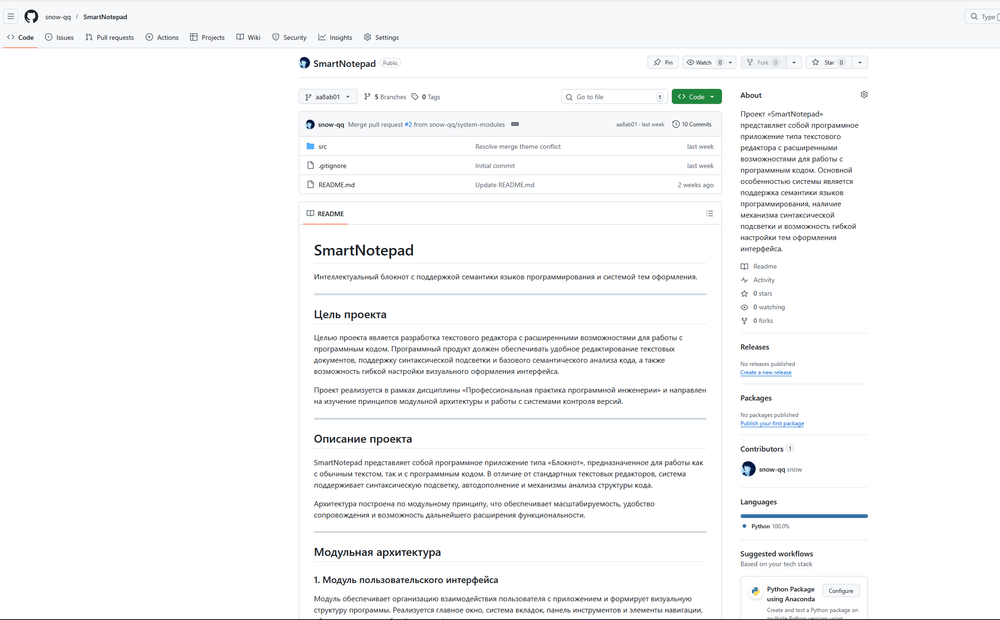 snow-qq / SmartNotepad
Type
Code Issues Pull requests Actions Projects Wiki Security Insights Settings
SmartNotepad Public
Pin Watch 0 Fork 0 Star 0
aa8ab01 5 Branches 0 Tags Go to file t Code
snow-qq Merge pull request #2 from snow-qq/system-modules aa8ab01 · last week 10 Commits
src Resolve merge theme conflict last week
.gitignore Initial commit last week
README.md Update README.md 2 weeks ago
README
SmartNotepad
Интеллектуальный блокнот с поддержкой семантики языков программирования и системой тем оформления.
Цель проекта
Целью проекта является разработка текстового редактора с расширенными возможностями для работы с
программным кодом. Программный продукт должен обеспечивать удобное редактирование текстовых
документов, поддержку синтаксической подсветки и базового семантического анализа кода, а также
возможность гибкой настройки визуального оформления интерфейса.
Проект реализуется в рамках дисциплины «Профессиональная практика программной инженерии» и направлен
на изучение принципов модульной архитектуры и работы с системами контроля версий.
Описание проекта
SmartNotepad представляет собой программное приложение типа «Блокнот», предназначенное для работы как
с обычным текстом, так и с программным кодом. В отличие от стандартных текстовых редакторов, система
поддерживает синтаксическую подсветку, автодополнение и механизмы анализа структуры кода.
Архитектура построена по модульному принципу, что обеспечивает масштабируемость, удобство
сопровождения и возможность дальнейшего расширения функциональности.
Модульная архитектура
1. Модуль пользовательского интерфейса
Модуль обеспечивает организацию взаимодействия пользователя с приложением и формирует визуальную
структуру программы. Реализуется главное окно, система вкладок, панель инструментов и элементы навигации,
About
Проект «SmartNotepad»
представляет собой программное
приложение типа текстового
редактора с расширенными
возможностями для работы с
программным кодом. Основной
особенностью системы является
поддержка семантики языков
программирования, наличие
механизма синтаксической
подсветки и возможность гибкой
настройки тем оформления
интерфейса.
Readme
Activity
0 stars
0 watching
0 forks
Releases
No releases published
Create a new release
Packages
No packages published
Publish your first package
Contributors 1
snow-qq snow
Languages
Python 100.0%
Suggested workflows
Based on your tech stack
Python Package
using Anaconda
Configure
Create and test a Python package on
multiple Python versions using